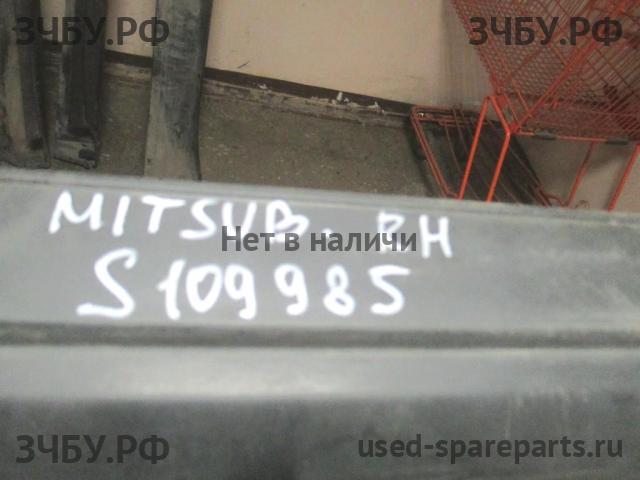 ЗЧБУ.РФ ЗЧБУ.РФ
MITSUB. RH
Нет в наличи
S109985
ЗЧБУ.РФ used-spareparts.ru